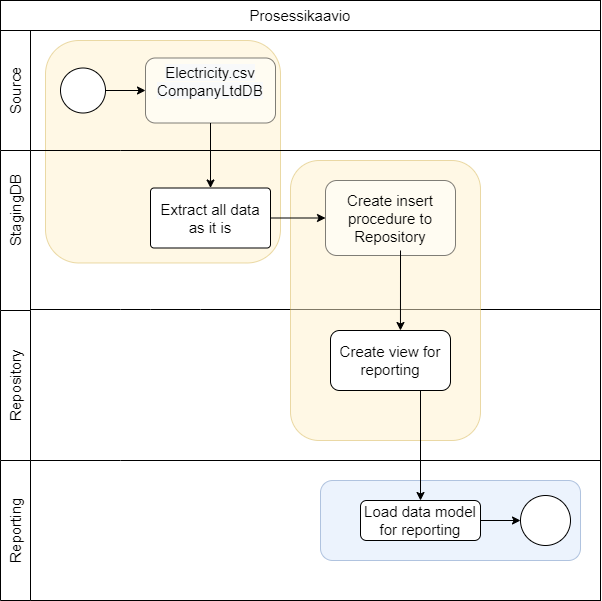 Prosessikaavio
Source
Electricity.csv
CompanyLtdDB
StagingDB
Extract all data
as it is
Create insert
procedure to
Repository
Repository
Create view for
reporting
Reporting
Load data model
for reporting